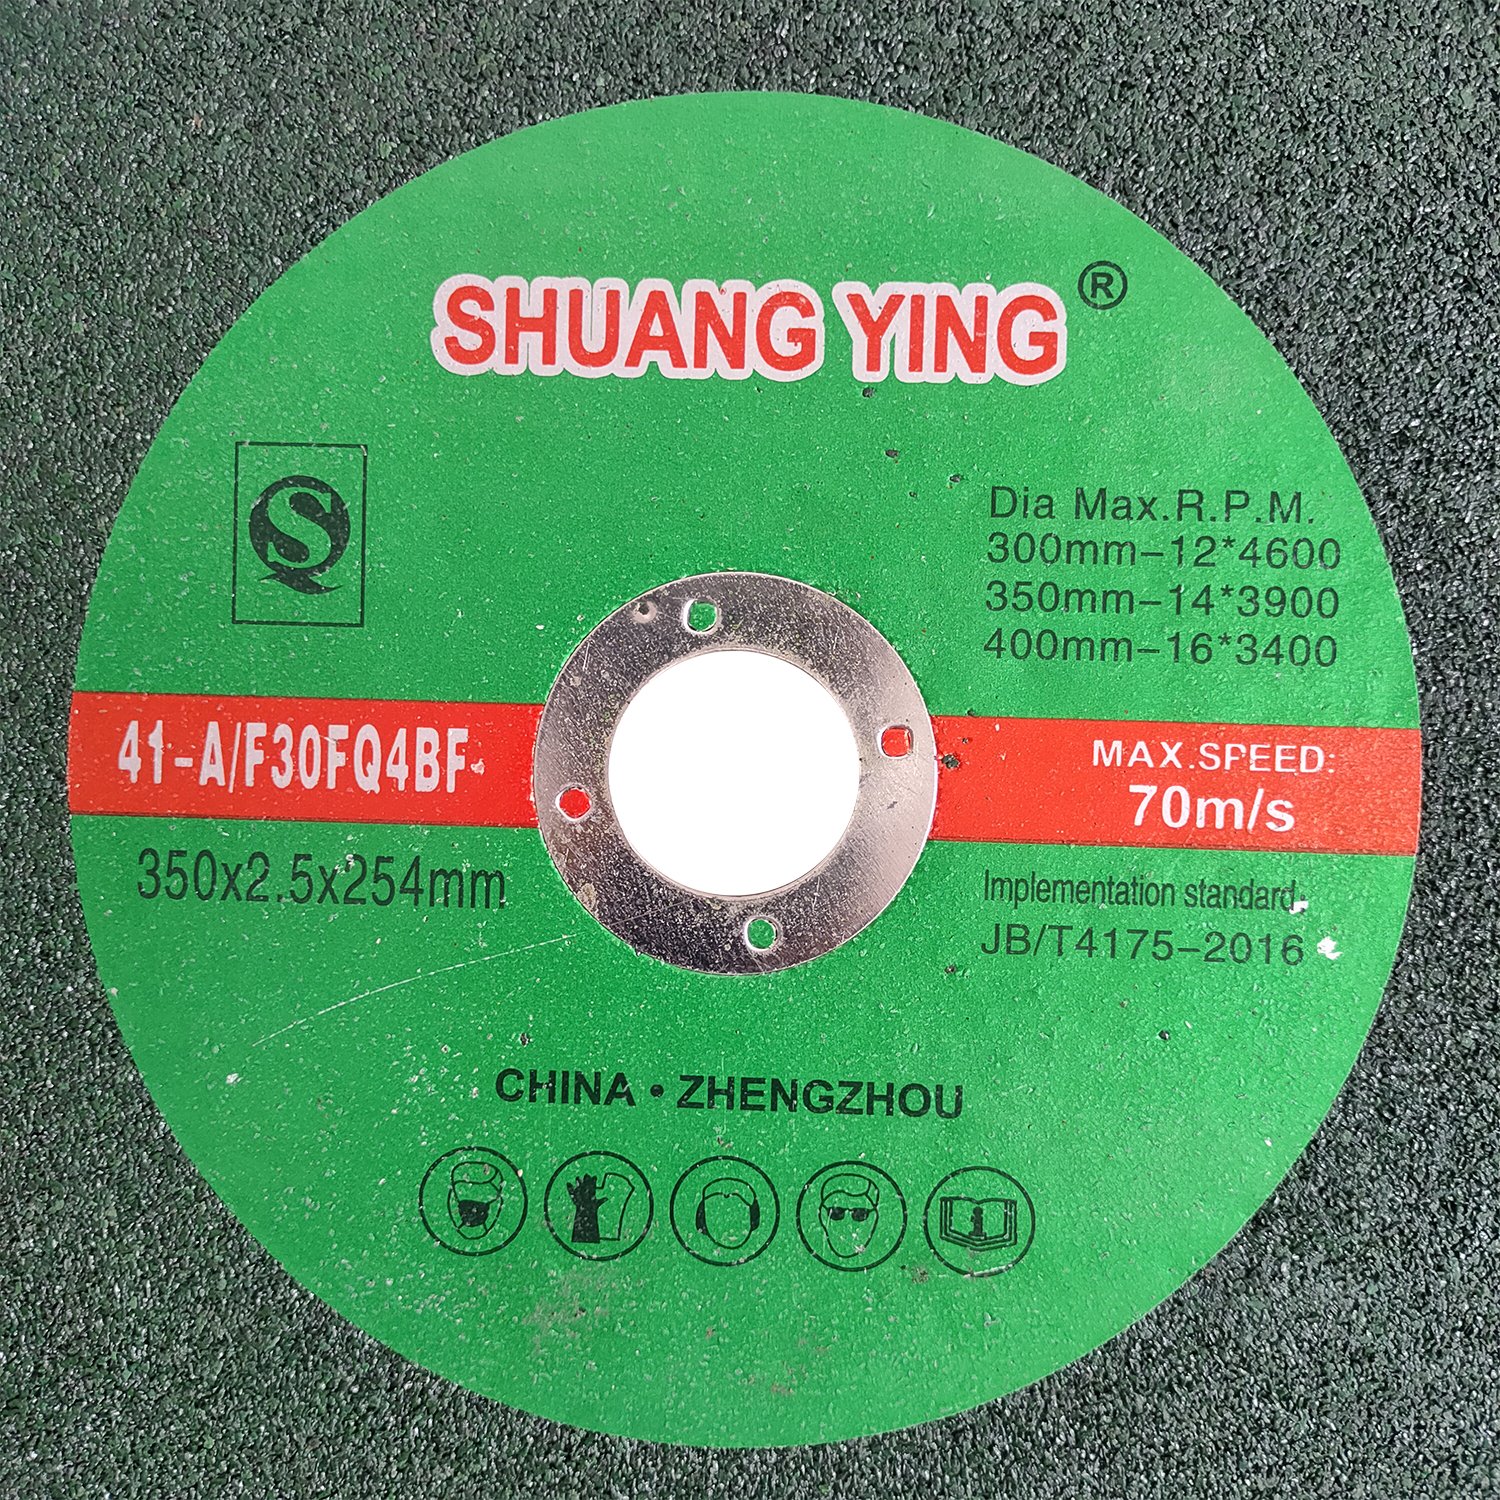 SHUANG YING ®
S
Dia Max.R.P.M.
300mm-12*4600
350mm-14*3900
400mm-16*3400
41-A/F30FQ4BF
MAX.SPEED:
70m/s
350x2.5x254mm
Implementation standard:
JB/T4175-2016
CHINA • ZHENGZHOU